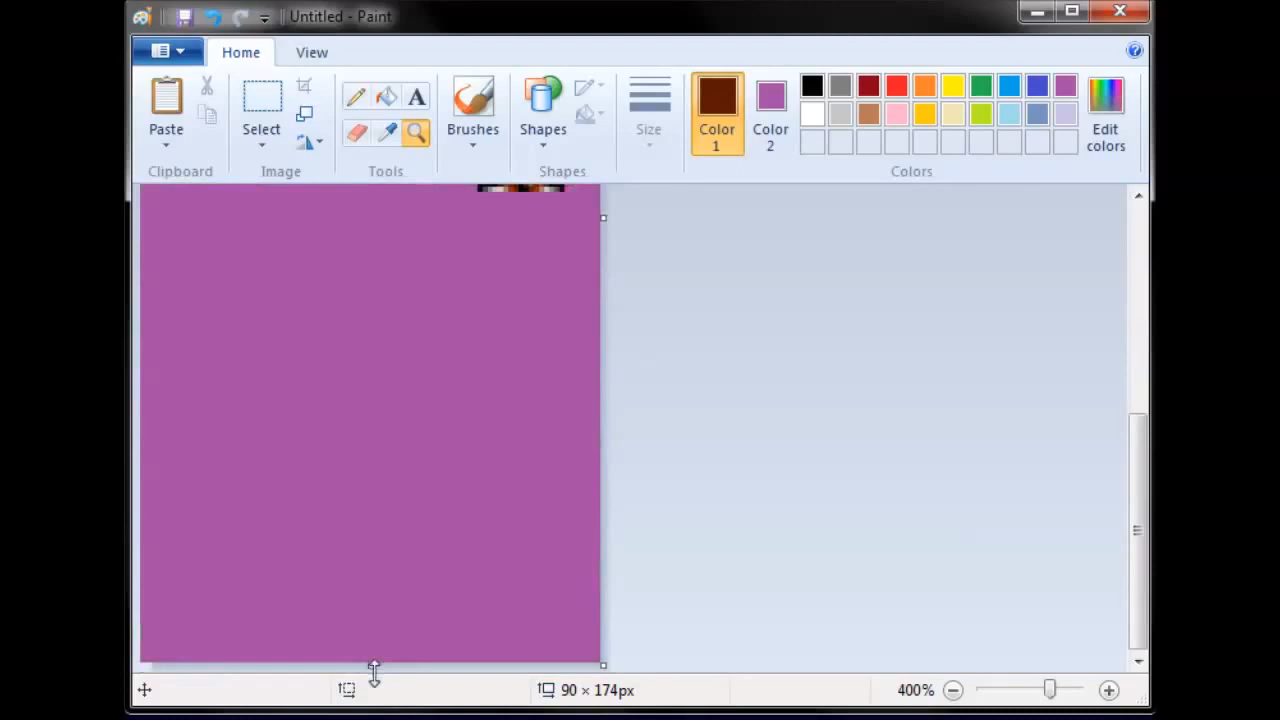 Untitled - Paint
Home View
Paste
Select
Brushes
Shapes
Size
Color 1
Color 2
Edit colors
Clipboard
Image
Tools
Shapes
Colors
90 × 174px
400%